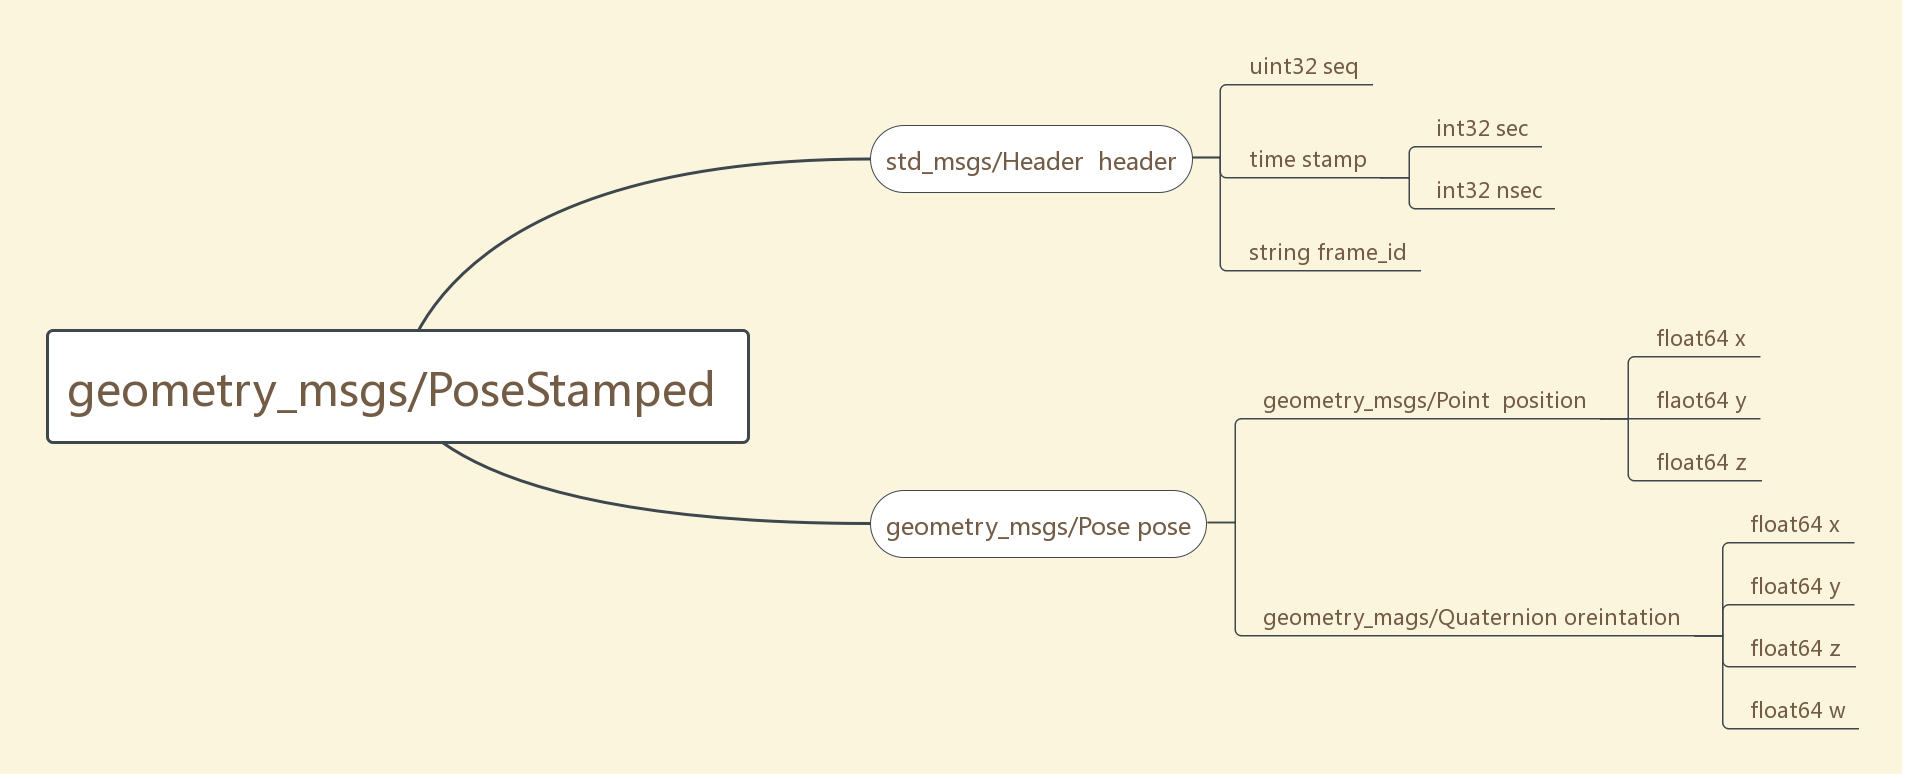 geometry_msgs/PoseStamped
std_msgs/Header  header
uint32 seq
time stamp
int32 sec
int32 nsec
string frame_id
geometry_msgs/Pose pose
geometry_msgs/Point  position
float64 x
flaot64 y
float64 z
geometry_mags/Quaternion oreintation
float64 x
float64 y
float64 z
float64 w